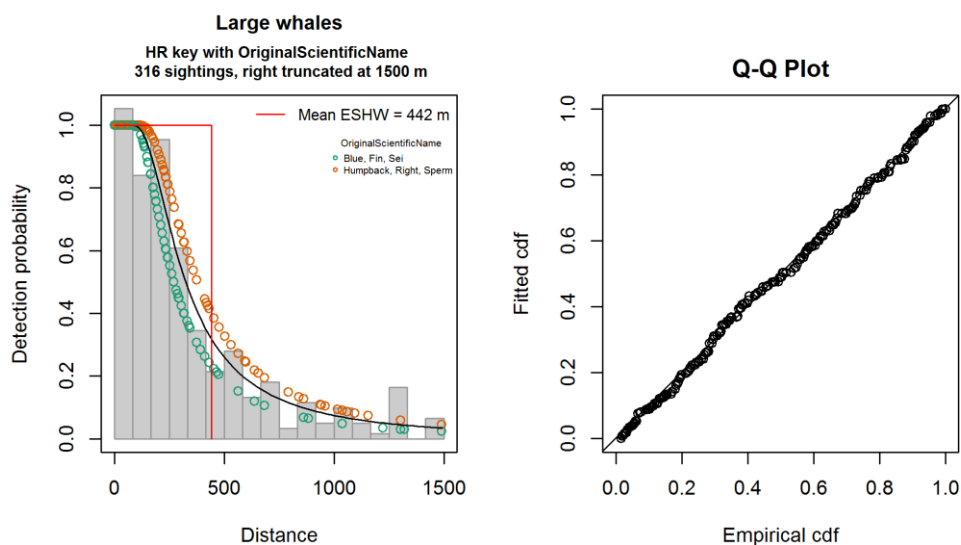 Large whales
HR key with OriginalScientificName
316 sightings, right truncated at 1500 m
Mean ESHW = 442 m
OriginalScientificName
Blue, Fin, Sei
Humpback, Right, Sperm
Detection probability
1.0
0.8
0.6
0.4
0.2
0.0
0
500
1000
1500
Distance
Q-Q Plot
Fitted cdf
1.0
0.8
0.6
0.4
0.2
0.0
0.0
0.2
0.4
0.6
0.8
1.0
Empirical cdf